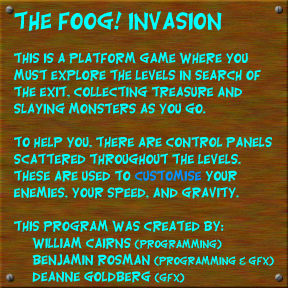 THE FOOG! INVASION
THIS IS A PLATFORM GAME WHERE YOU
MUST EXPLORE THE LEVELS IN SEARCH OF
THE EXIT, COLLECTING TREASURE AND
SLAYING MONSTERS AS YOU GO.
TO HELP YOU, THERE ARE CONTROL PANELS
SCATTERED THROUGHOUT THE LEVELS.
THESE ARE USED TO CUSTOMISE YOUR
ENEMIES, YOUR SPEED, AND GRAVITY.
THIS PROGRAM WAS CREATED BY:
WILLIAM CAIRNS (PROGRAMMING)
BENJAMIN ROSMAN (PROGRAMMING & GFX)
DEANNE GOLDBERG (GFX)